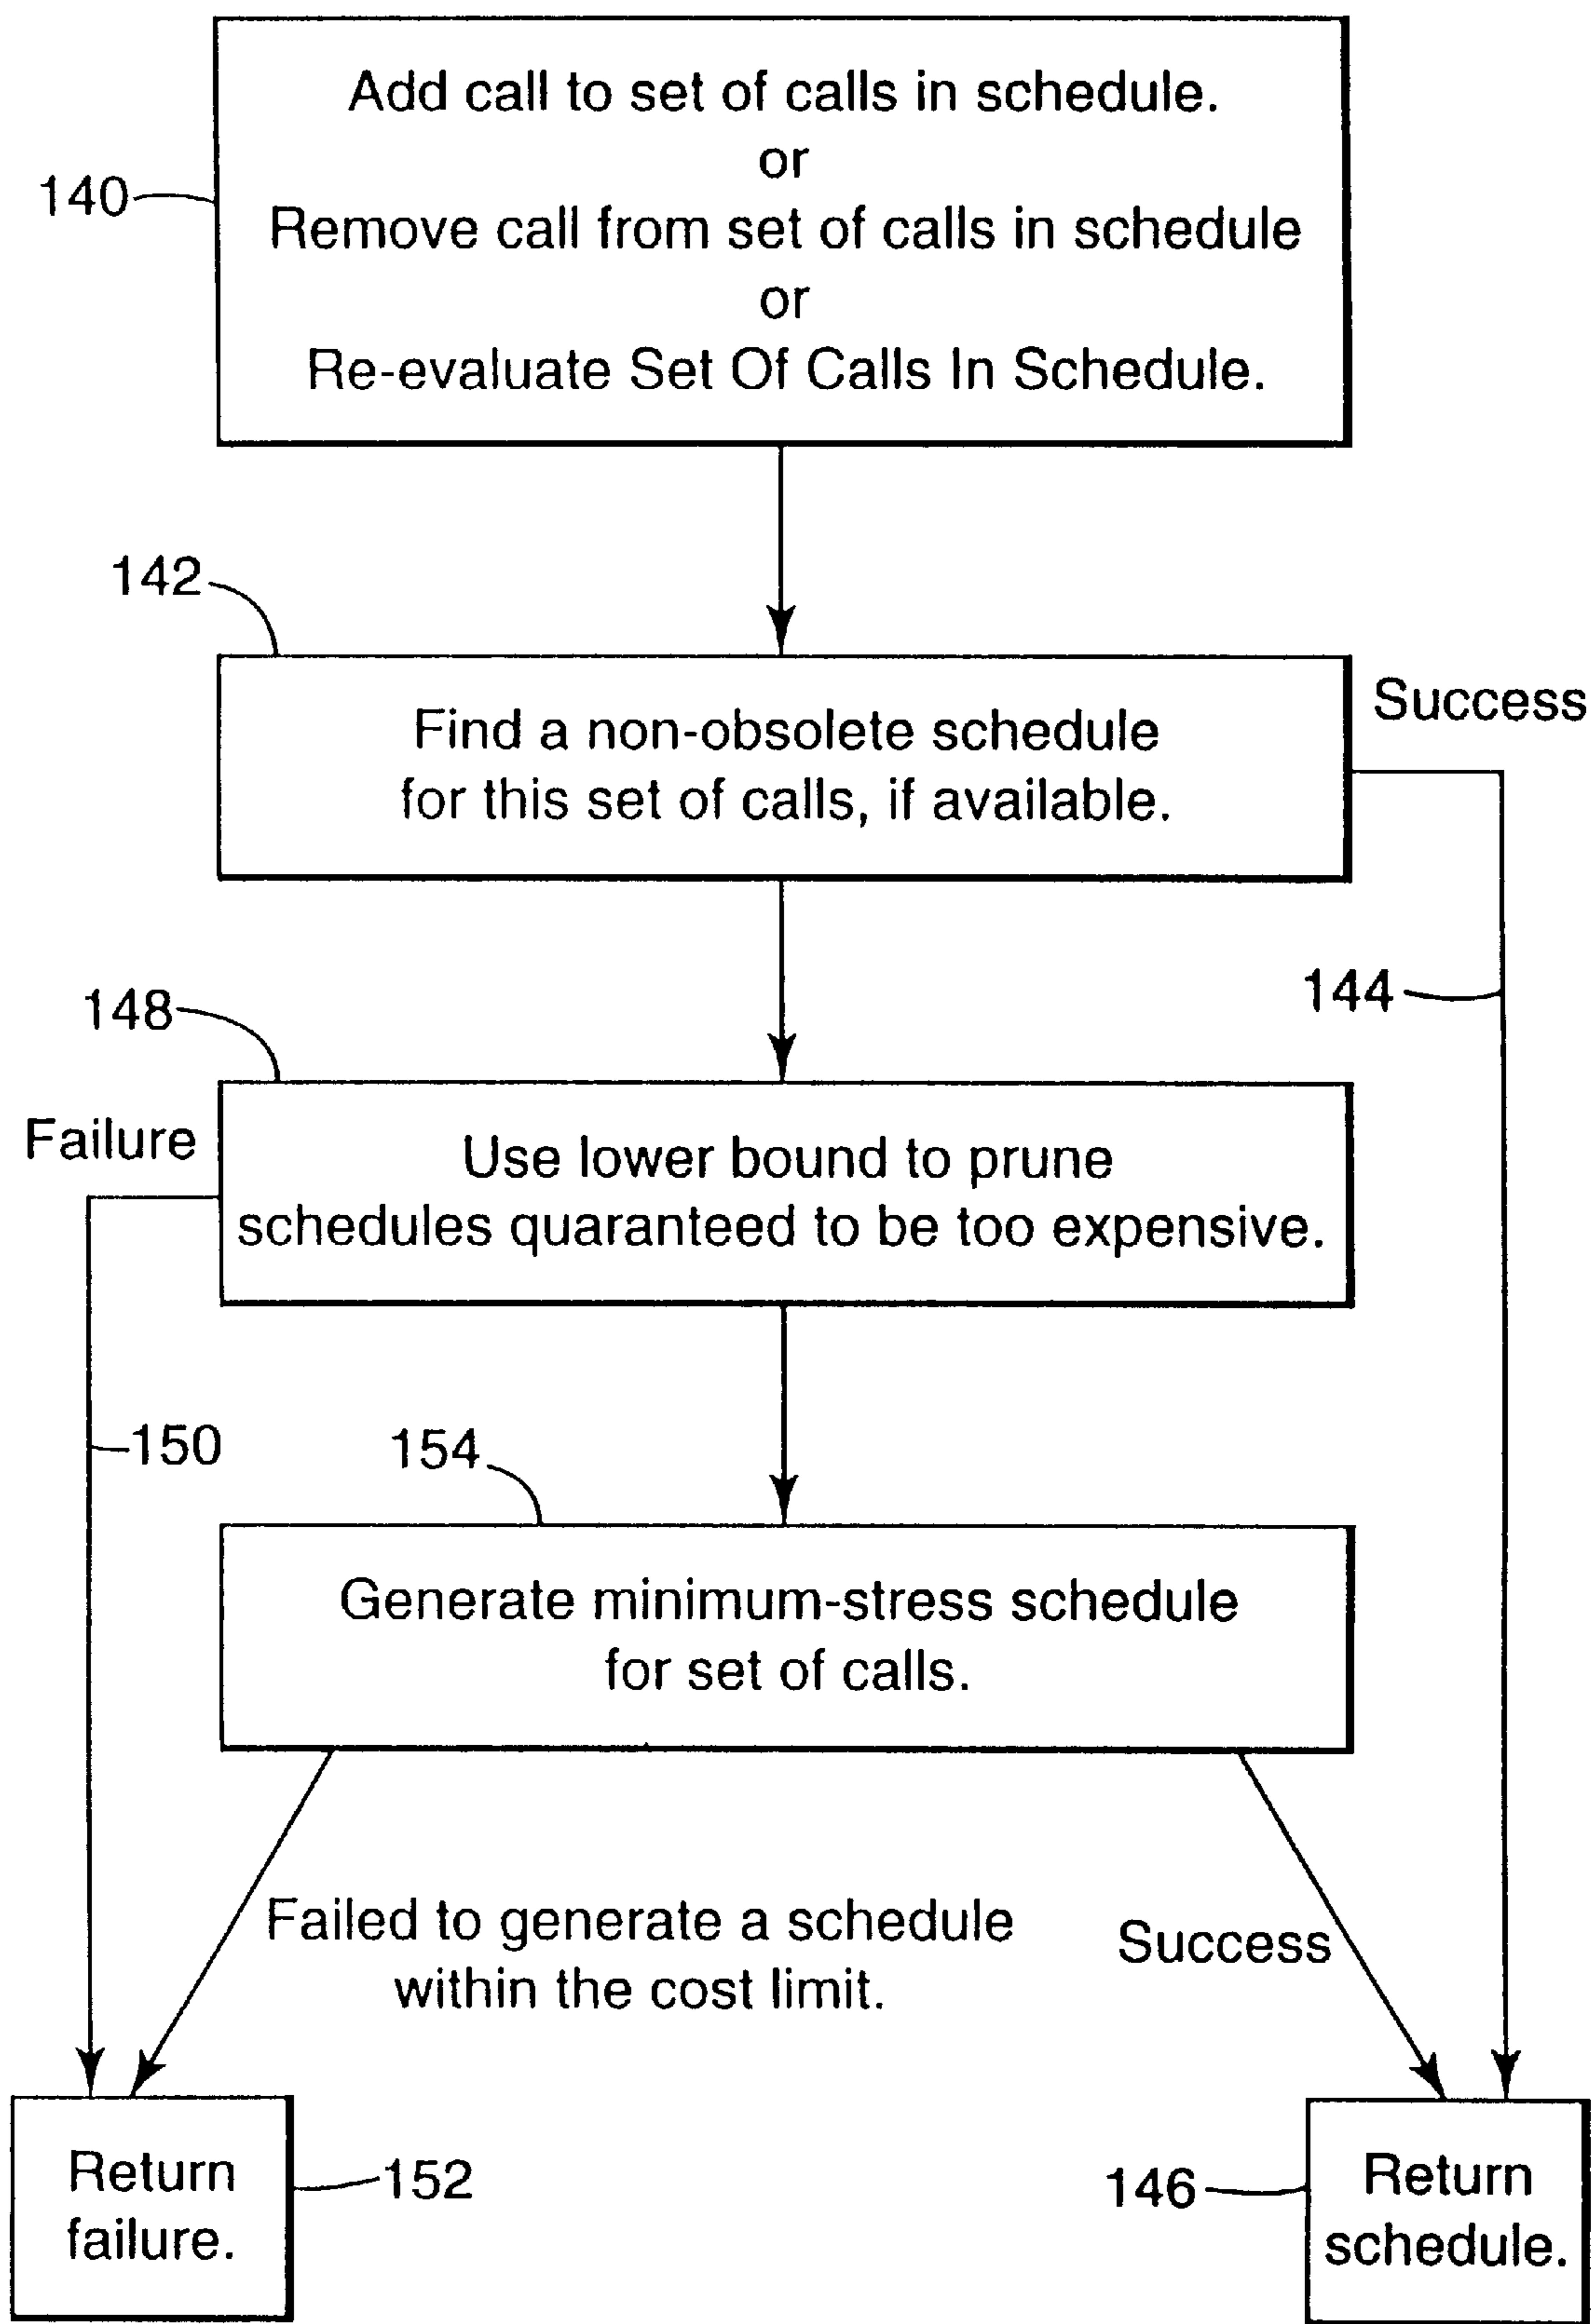 Add call to set of calls in schedule.
or
140
Remove call from set of calls in schedule
or
Re-evaluate Set Of Calls In Schedule.
142
Success
Find a non-obsolete schedule
for this set of calls, if available.
144
148
Failure
Use lower bound to prune
schedules quaranteed to be too expensive.
150
154
Generate minimum-stress schedule
for set of calls.
Failed to generate a schedule
within the cost limit.
Success
Return
failure.
152
146
Return
schedule.